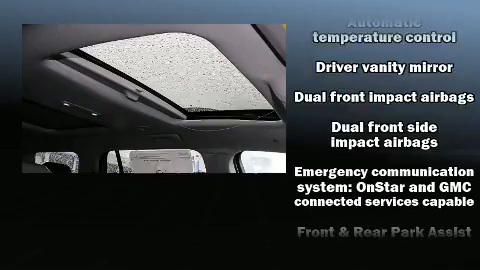 Automatic
temperature control
Driver vanity mirror
Dual front impact airbags
Dual front side
impact airbags
Emergency communication
system: OnStar and GMC
connected services capable
Front & Rear Park Assist